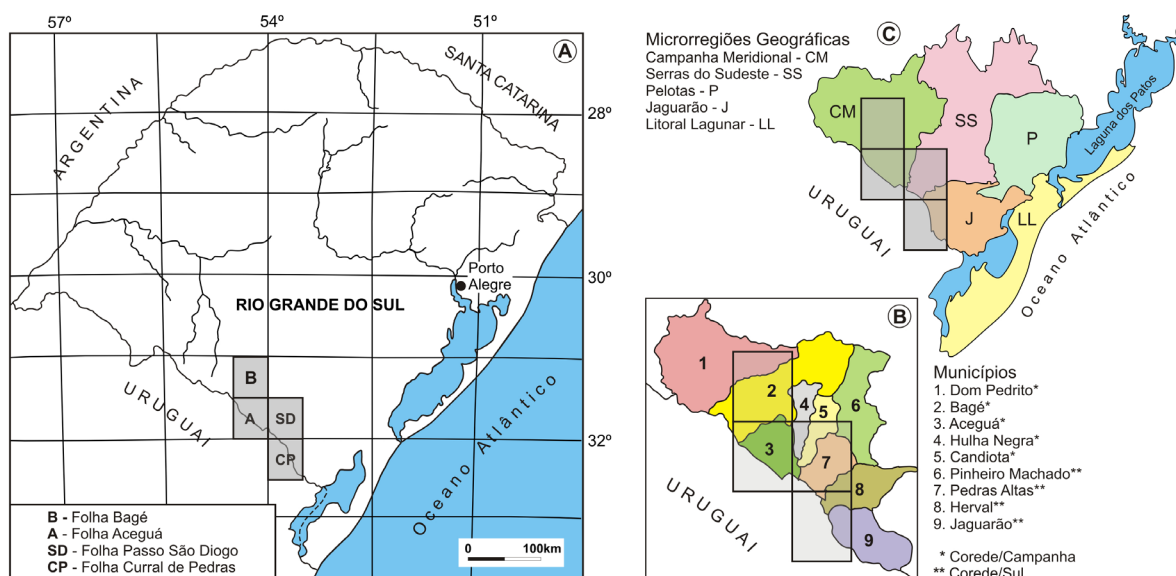 57º
54º
51º
A
SANTA CATARINA
ARGENTINA
28º
30º
Porto
Alegre
RIO GRANDE DO SUL
B
A
SD
CP
URUGUAI
32º
Oceano Atlântico
B - Folha Bagé
A - Folha Aceguá
SD - Folha Passo São Diogo
CP - Folha Curral de Pedras
0 100km
C
Microrregiões Geográficas
Campanha Meridional - CM
Serras do Sudeste - SS
Pelotas - P
Jaguarão - J
Litoral Lagunar - LL
CM
SS
P
J
LL
Laguna dos Patos
URUGUAI
Oceano Atlântico
B
1
2
3
4
5
6
7
8
9
URUGUAI
Municípios
1. Dom Pedrito*
2. Bagé*
3. Aceguá*
4. Hulha Negra*
5. Candiota*
6. Pinheiro Machado**
7. Pedras Altas**
8. Herval**
9. Jaguarão**
* Corede/Campanha
** Corede/Sul